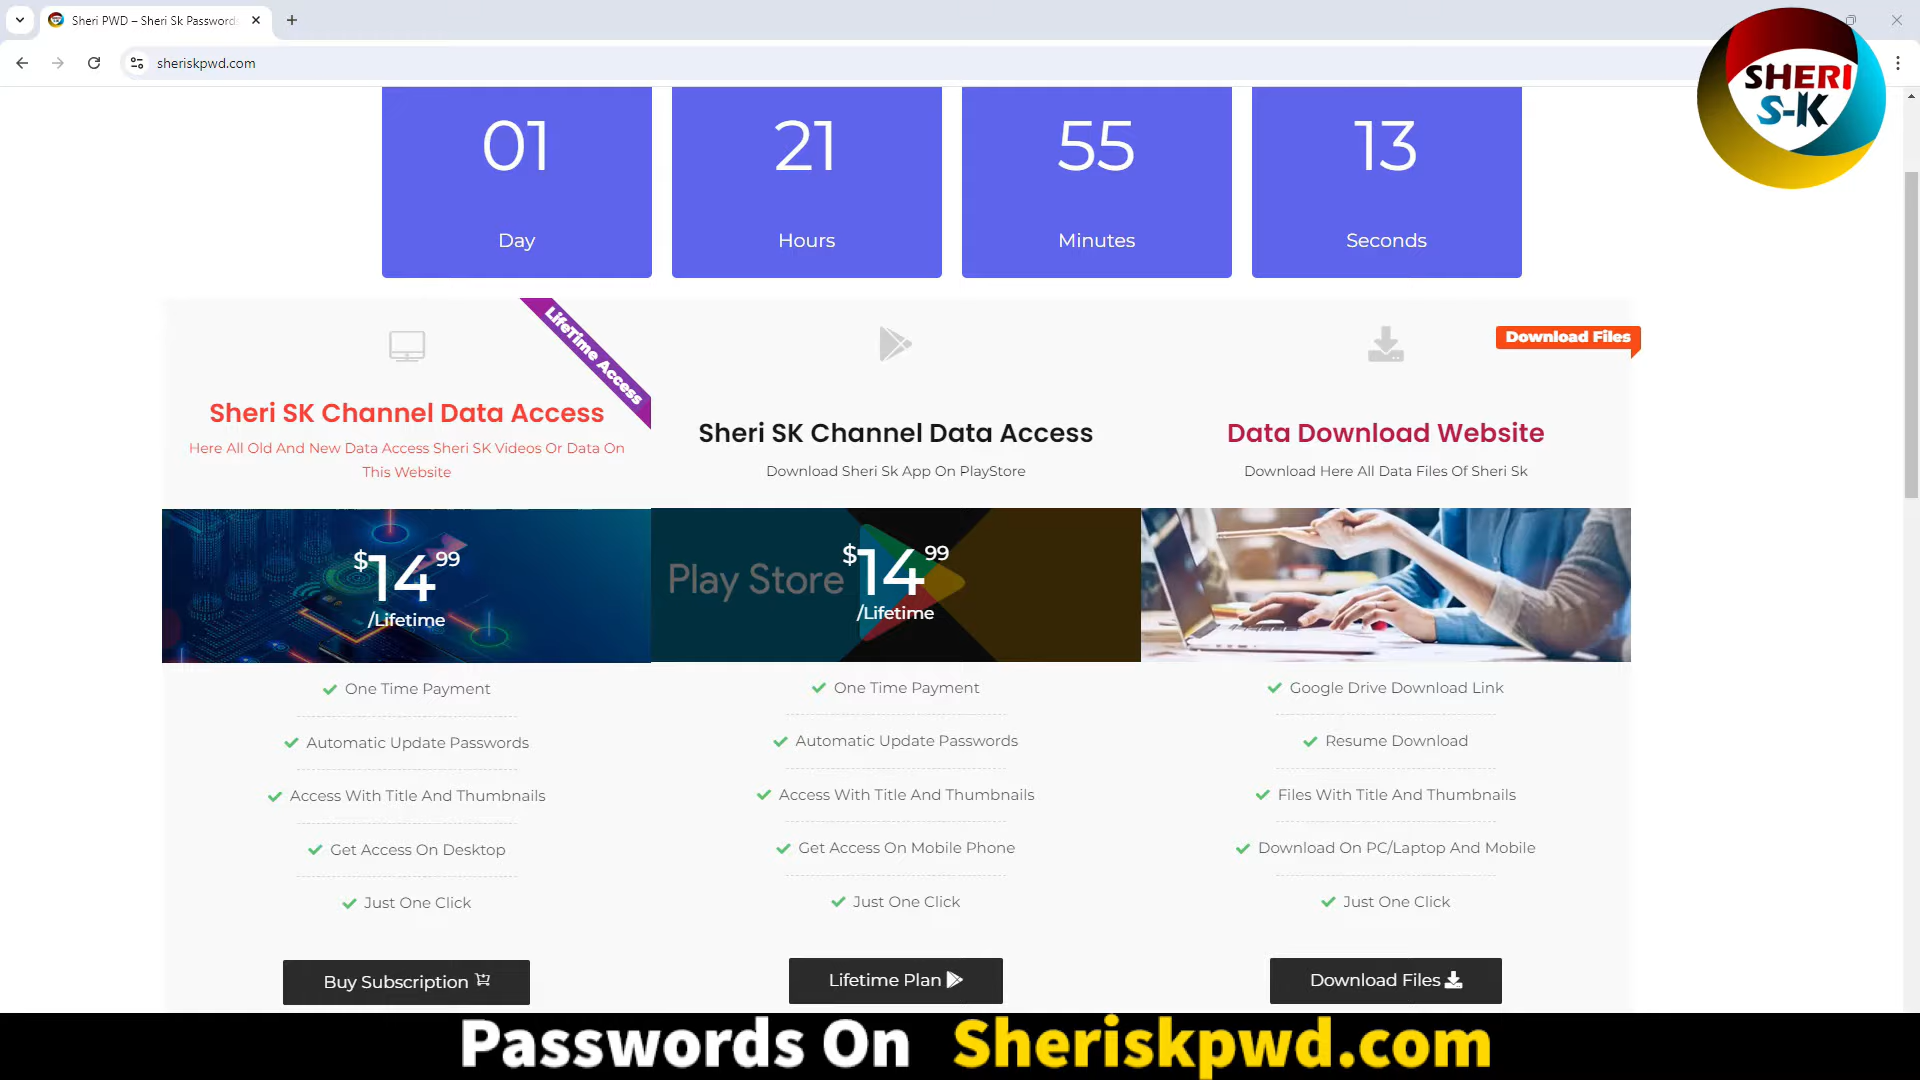 Sheri PWD – Sheri Sk Password
sheriskpwd.com
SHERI
S-K
01
21
55
13
Day
Hours
Minutes
Seconds
LifeTime Access
Sheri SK Channel Data Access
Here All Old And New Data Access Sheri SK Videos Or Data On
This Website
$14 99
/Lifetime
One Time Payment
Automatic Update Passwords
Access With Title And Thumbnails
Get Access On Desktop
Just One Click
Buy Subscription
Sheri SK Channel Data Access
Download Sheri Sk App On PlayStore
Play Store
$14 99
/Lifetime
One Time Payment
Automatic Update Passwords
Access With Title And Thumbnails
Get Access On Mobile Phone
Just One Click
Lifetime Plan
Download Files
Data Download Website
Download Here All Data Files Of Sheri Sk
Google Drive Download Link
Resume Download
Files With Title And Thumbnails
Download On PC/Laptop And Mobile
Just One Click
Download Files
Passwords On Sheriskpwd.com